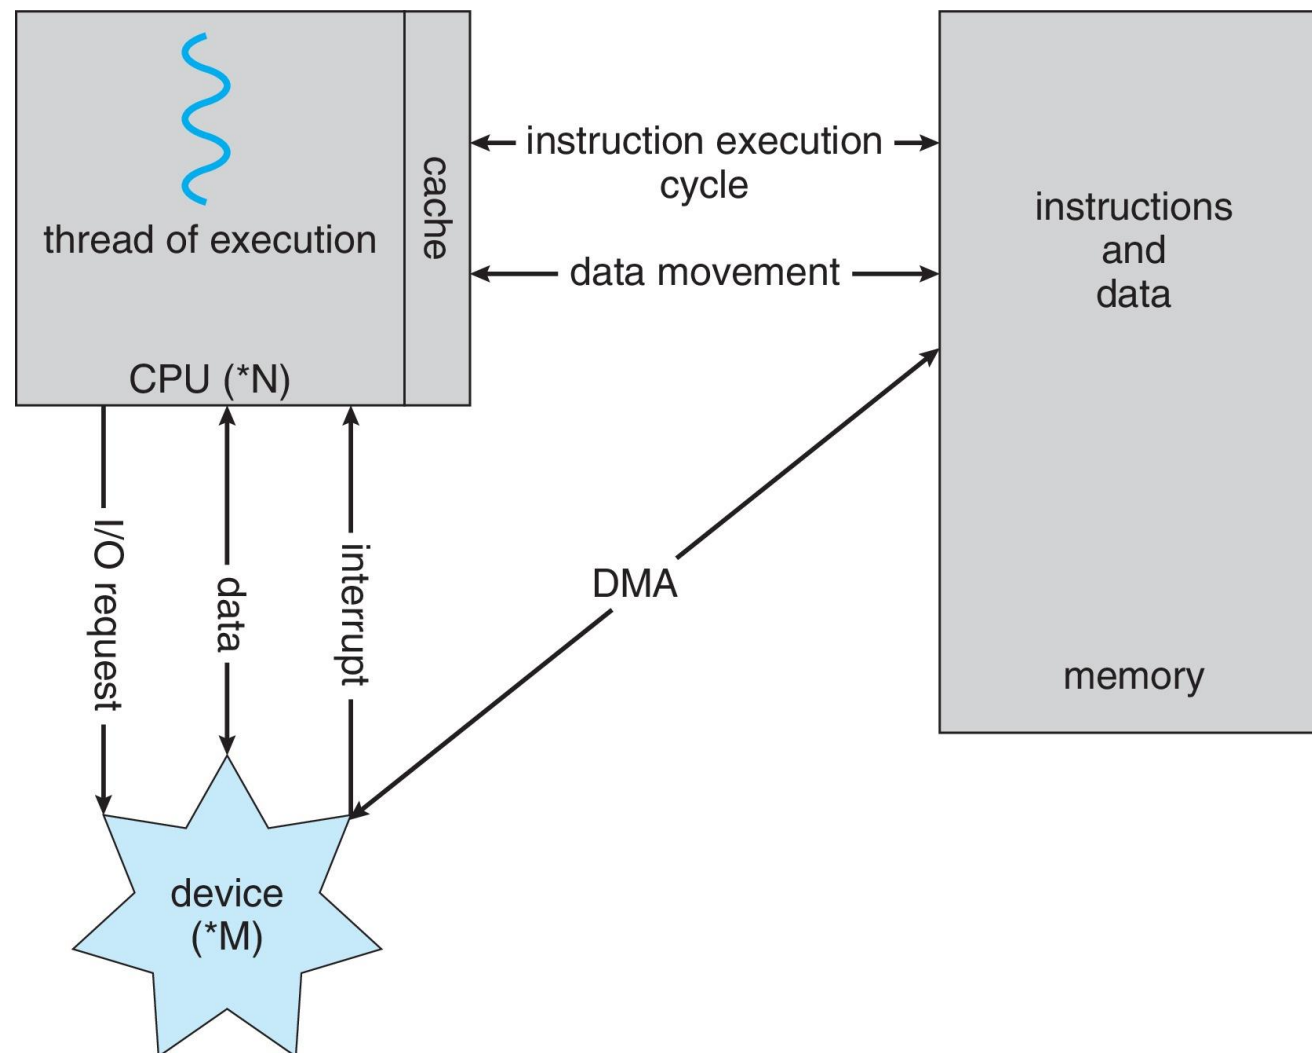 thread of execution
CPU (*N)
cache
instruction execution
cycle
data movement
instructions
and
data
memory
I/O request
data
interrupt
DMA
device
(*M)